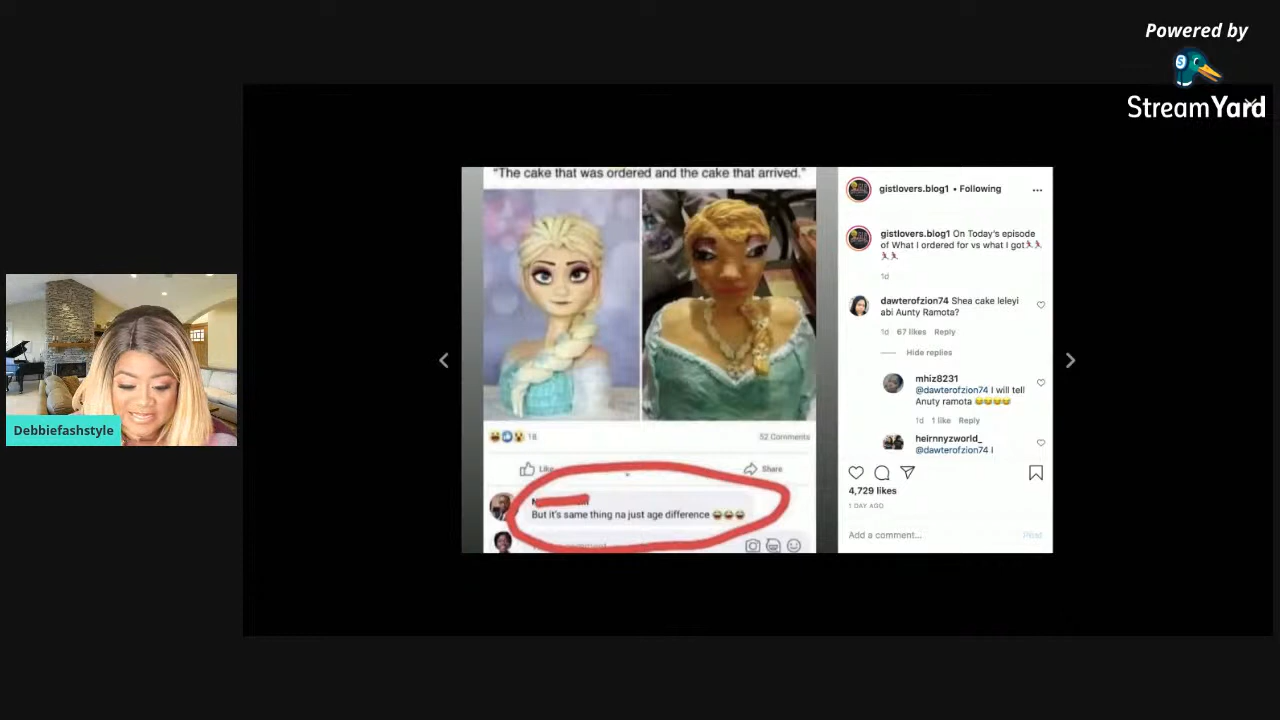 Powered by
StreamYard
"The cake that was ordered and the cake that arrived."
gistlovers.blog1 • Following
gistlovers.blog1 On Today's episode
of What I ordered for vs what I got🏃🏃
🏃🏃
1d
dawterofzion74 Shea cake leleyi
abi Aunty Ramota?
1d 67 likes Reply
Hide replies
mhiz8231
@dawterofzion74 I will tell
Anuty ramota 😂😂😂😂
1d 1 like Reply
heirnnyzworld_
@dawterofzion74 I
4,729 likes
1 DAY AGO
Add a comment... Post
18 52 Comments
Like Share
But it's same thing na just age difference 😂😂😂
Debbiefashstyle